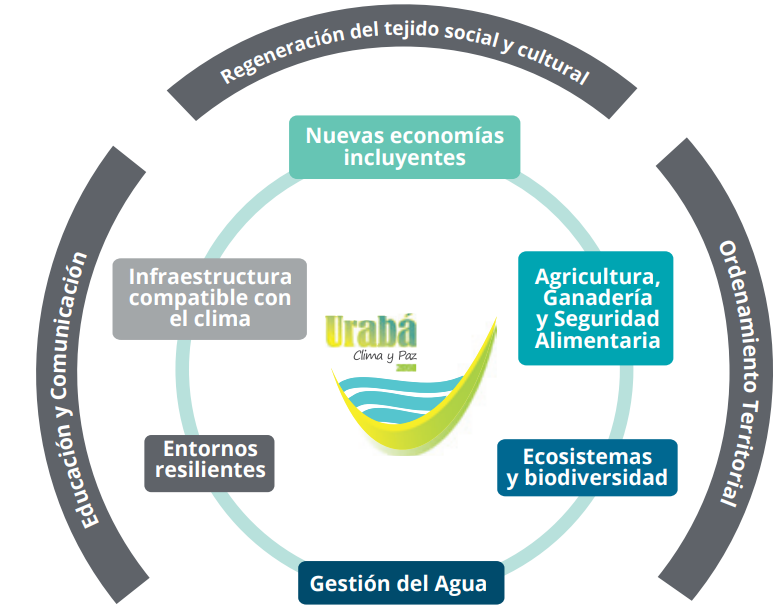 Regeneración del tejido social y cultural
Nuevas economías
incluyentes
Educación y Comunicación
Infraestructura
compatible con
el clima
Agricultura,
Ganadería
y Seguridad
Alimentaria
Ordenamiento Territorial
Urabá
Clima y Paz
Entornos
resilientes
Ecosistemas
y biodiversidad
Gestión del Agua